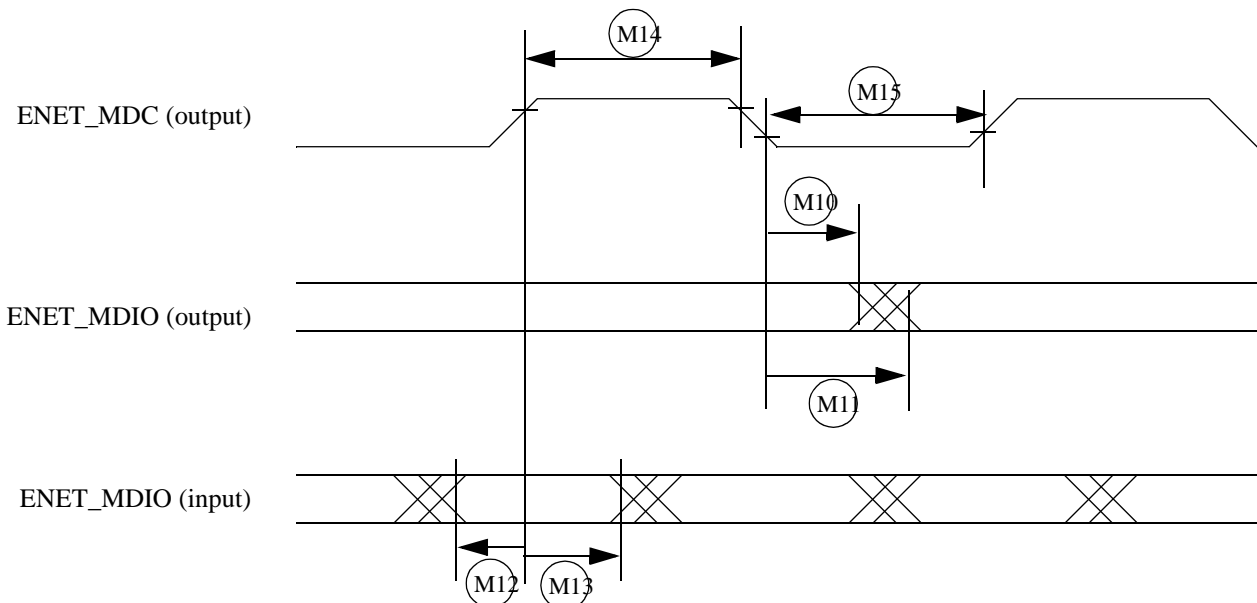 M14
ENET_MDC (output)
M15
M10
ENET_MDIO (output)
M11
ENET_MDIO (input)
M12
M13